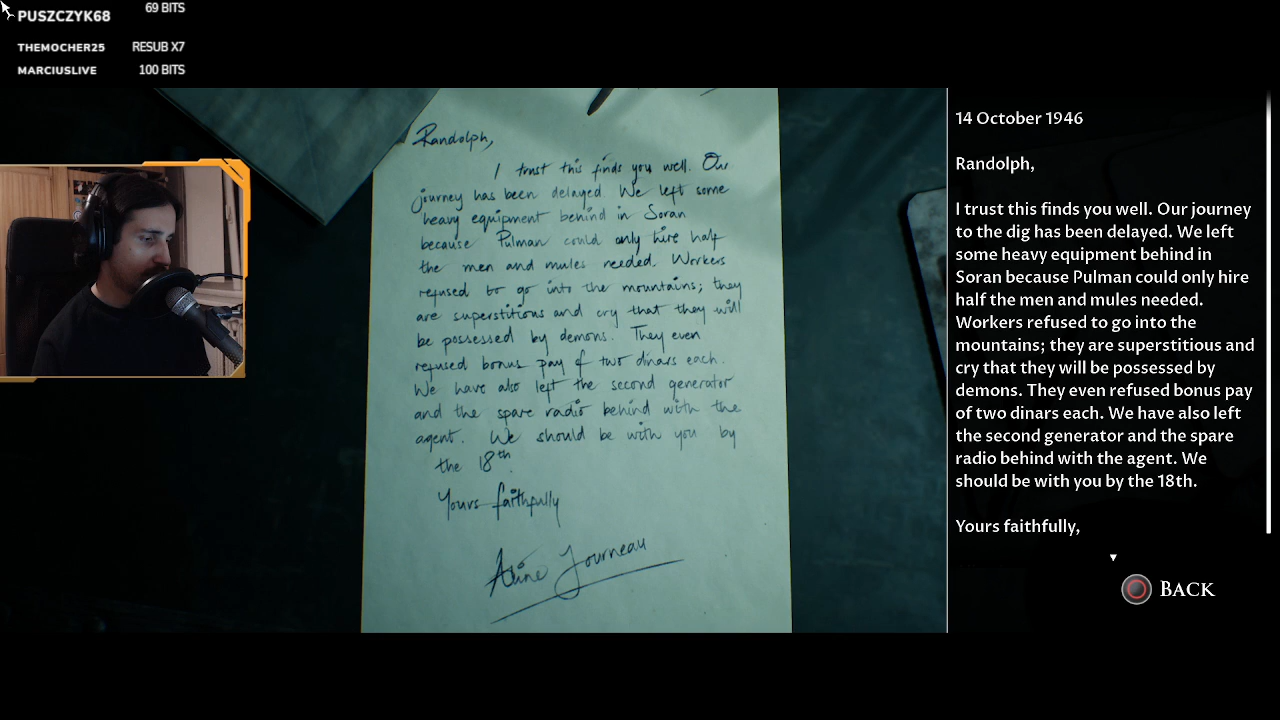 PUSZCZYK68 69 BITS
THEMOCHER25 RESUB X7
MARCIUSLIVE 100 BITS
Randolph,
I trust this finds you well. Our
journey has been delayed. We left some
heavy equipment behind in Soran
because Pulman could only hire half
the men and mules needed. Workers
refused to go into the mountains; they
are superstitious and cry that they will
be possessed by demons. They even
refused bonus pay of two dinars each.
We have also left the second generator
and the spare radio behind with the
agent. We should be with you by
the 18th.
Yours faithfully
Aline Journeau
14 October 1946
Randolph,
I trust this finds you well. Our journey
to the dig has been delayed. We left
some heavy equipment behind in
Soran because Pulman could only hire
half the men and mules needed.
Workers refused to go into the
mountains; they are superstitious and
cry that they will be possessed by
demons. They even refused bonus pay
of two dinars each. We have also left
the second generator and the spare
radio behind with the agent. We
should be with you by the 18th.
Yours faithfully,
BACK